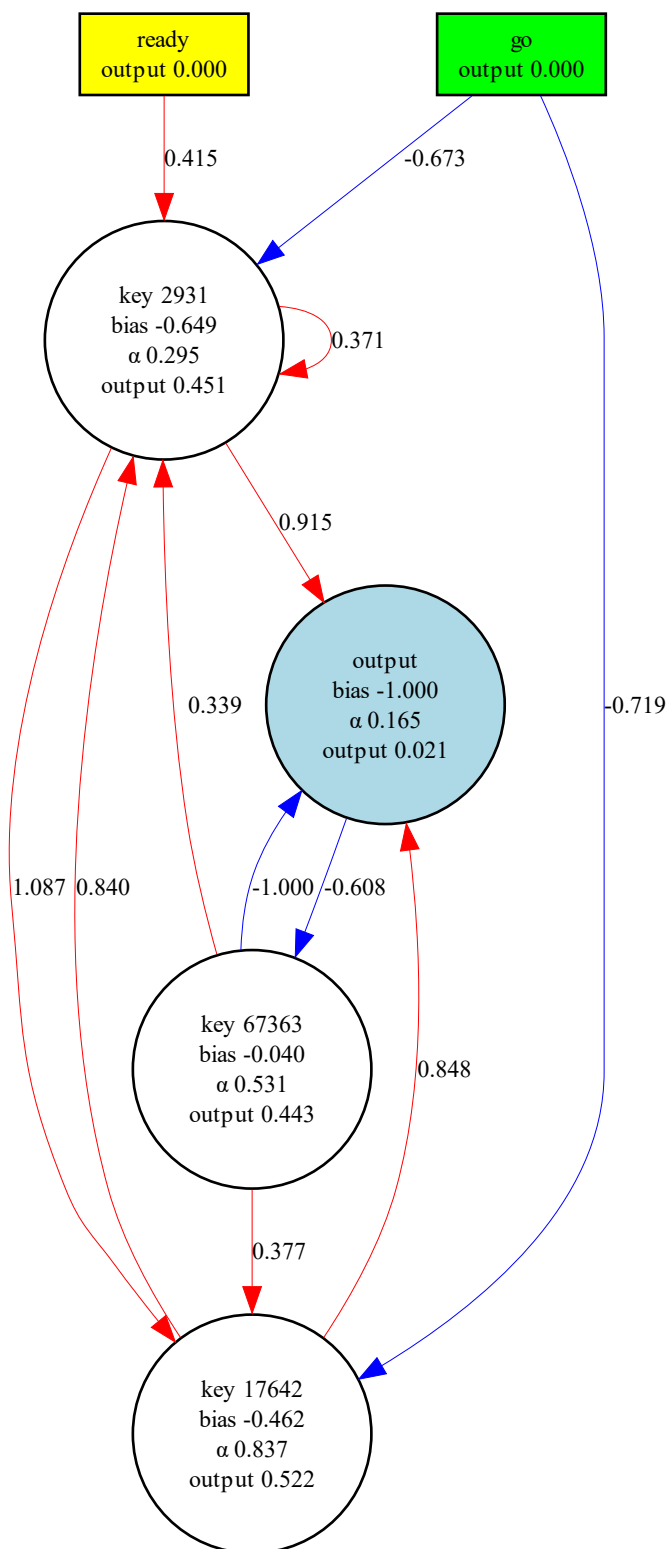 ready
output 0.000
go
output 0.000
0.415
-0.673
key 2931
bias -0.649
α 0.295
output 0.451
0.371
0.915
output
bias -1.000
α 0.165
output 0.021
0.339
-0.719
1.087
0.840
-1.000
-0.608
key 67363
bias -0.040
α 0.531
output 0.443
0.848
0.377
key 17642
bias -0.462
α 0.837
output 0.522